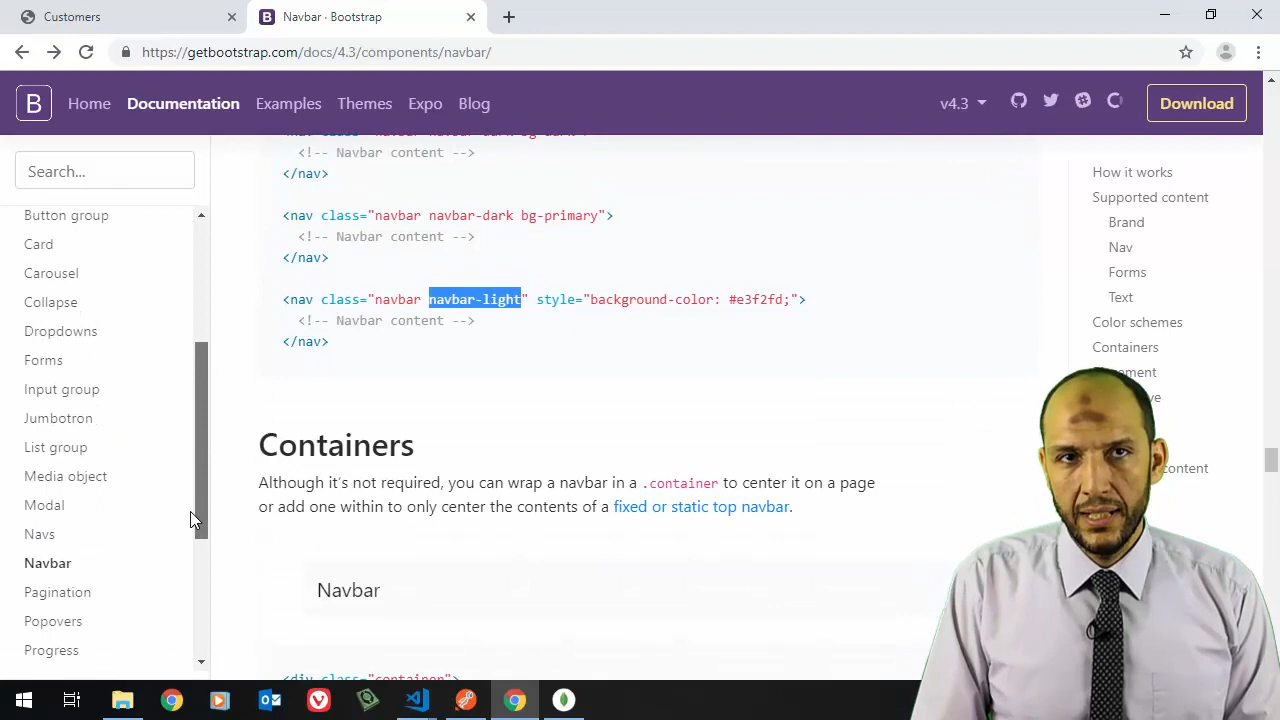 Customers
Navbar · Bootstrap
https://getbootstrap.com/docs/4.3/components/navbar/
B
Home
Documentation
Examples
Themes
Expo
Blog
v4.3
Download
Search...
Button group
Card
Carousel
Collapse
Dropdowns
Forms
Input group
Jumbotron
List group
Media object
Modal
Navs
Navbar
Pagination
Popovers
Progress
<!-- Navbar content -->
</nav>
<nav class="navbar navbar-dark bg-primary">
<!-- Navbar content -->
</nav>
<nav class="navbar navbar-light" style="background-color: #e3f2fd;">
<!-- Navbar content -->
</nav>
Containers
Although it's not required, you can wrap a navbar in a .container to center it on a page
or add one within to only center the contents of a fixed or static top navbar.
Navbar
<div class="container">
How it works
Supported content
Brand
Nav
Forms
Text
Color schemes
Containers
content